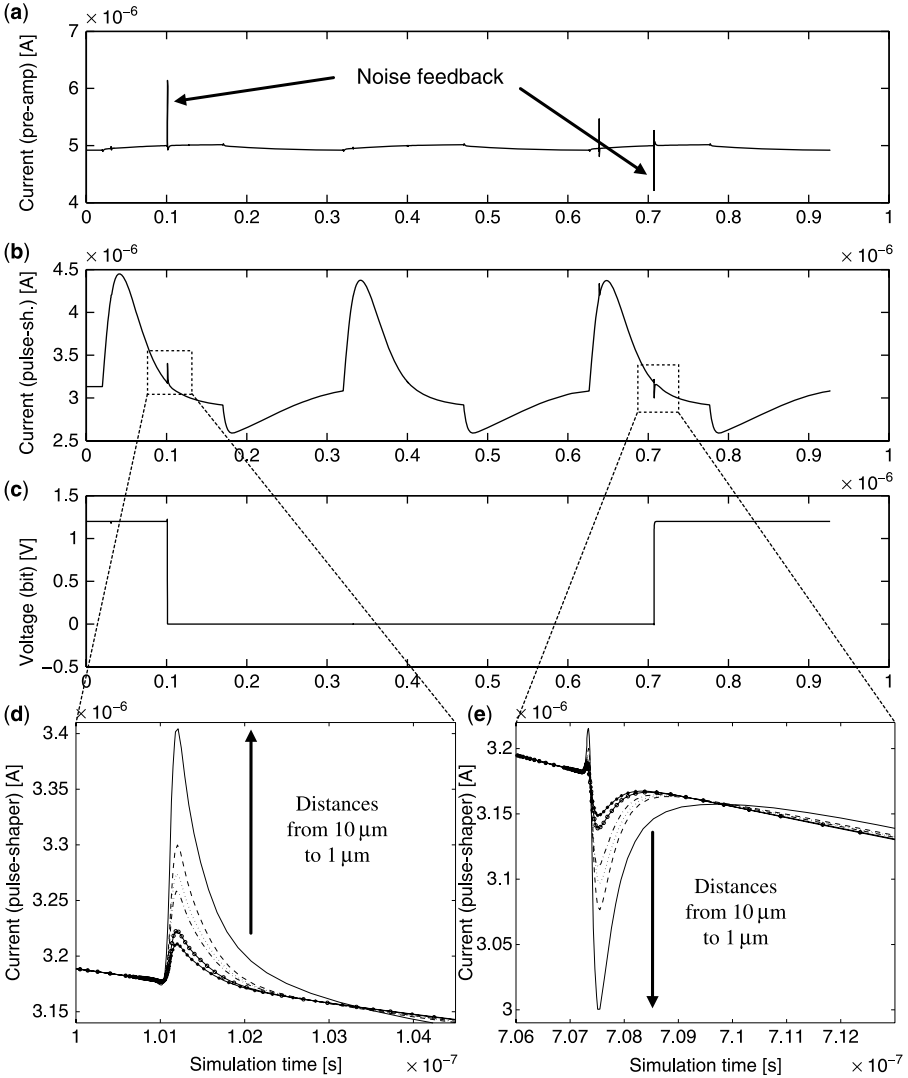 (a)
× 10⁻⁶
Current (pre-amp) [A]
7
6
5
4
Noise feedback
0 0.1 0.2 0.3 0.4 0.5 0.6 0.7 0.8 0.9 1
(b)
× 10⁻⁶
× 10⁻⁶
Current (pulse-sh.) [A]
4.5
4
3.5
3
2.5
0 0.1 0.2 0.3 0.4 0.5 0.6 0.7 0.8 0.9 1
(c)
× 10⁻⁶
Voltage (bit) [V]
1.5
1
0.5
0
−0.5
0 0.1 0.2 0.3 0.4 0.5 0.6 0.7 0.8 0.9 1
(d)
× 10⁻⁶
Current (pulse-shaper) [A]
3.4
3.35
3.3
3.25
3.2
3.15
Distances
from 10 μm
to 1 μm
1 1.01 1.02 1.03 1.04
Simulation time [s]
× 10⁻⁷
(e)
× 10⁻⁶
Current (pulse-shaper) [A]
3.2
3.15
3.1
3.05
3
Distances
from 10 μm
to 1 μm
7.06 7.07 7.08 7.09 7.1 7.11 7.12
Simulation time [s]
× 10⁻⁷